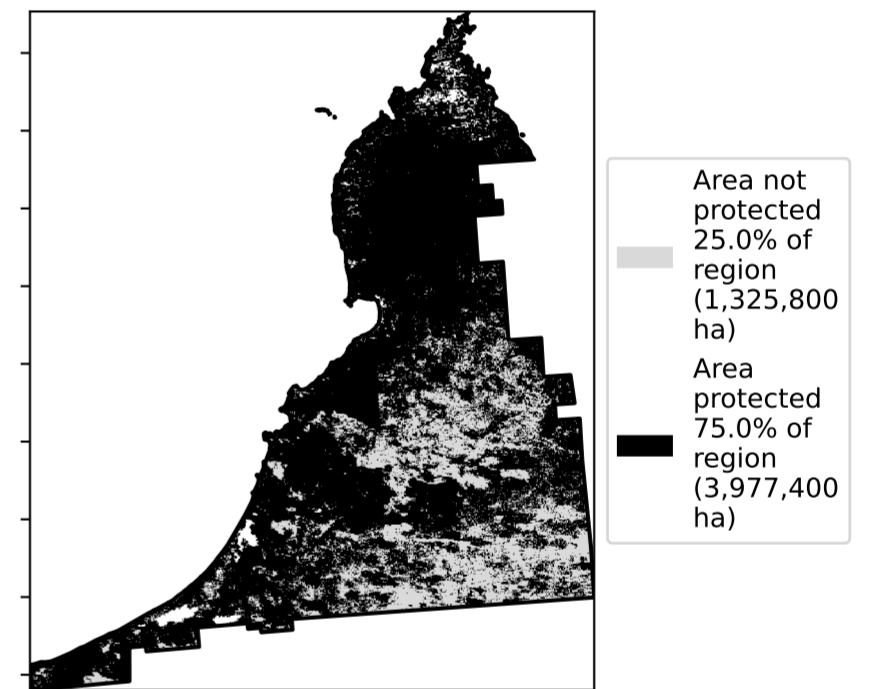 Area not
protected
25.0% of
region
(1,325,800
ha)
Area
protected
75.0% of
region
(3,977,400
ha)